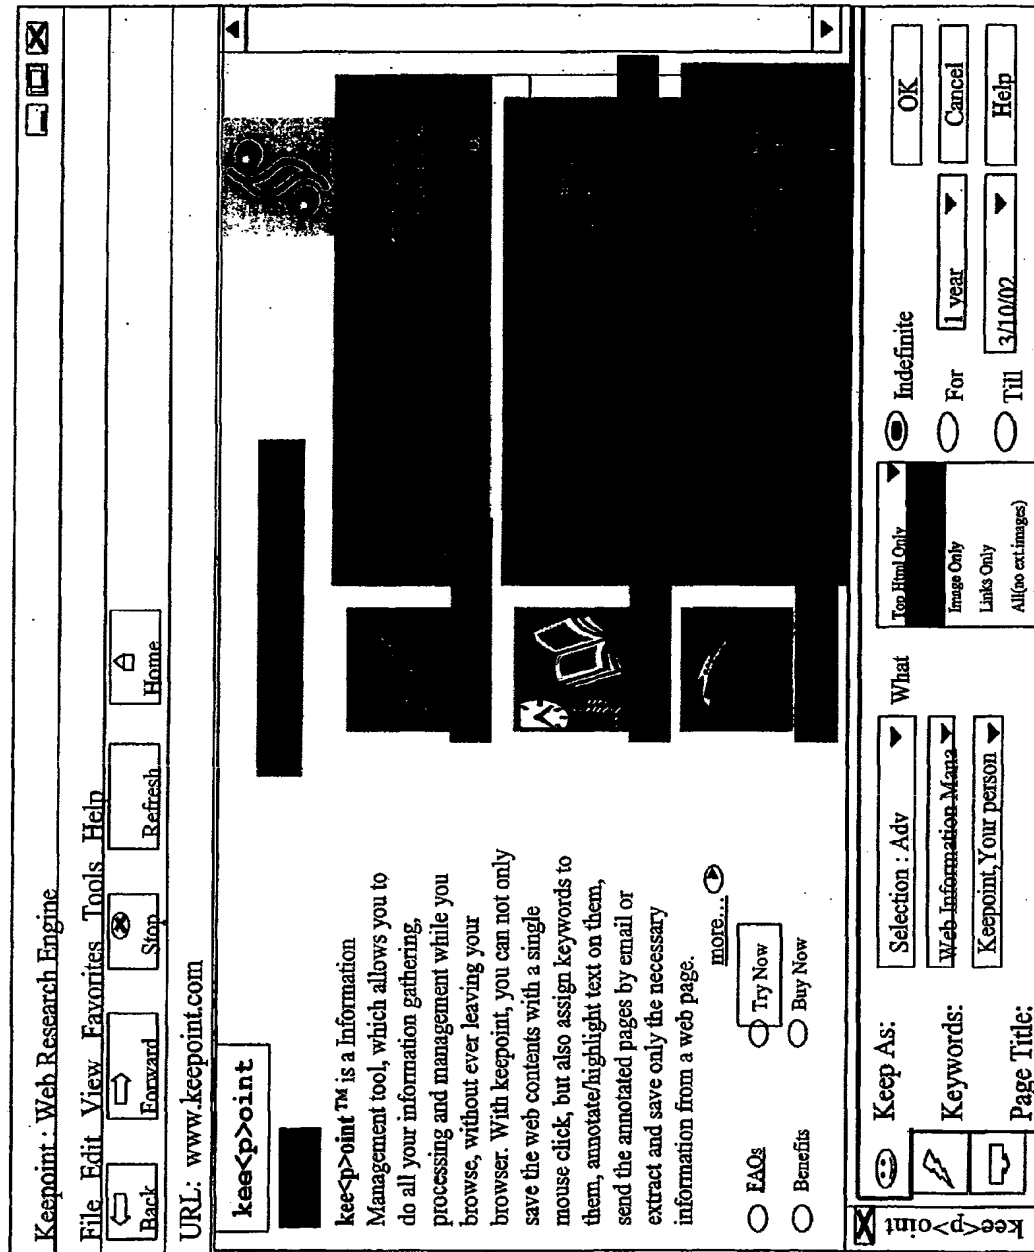 Keepoint : Web Research Engine
File Edit View Favorites Tools Help
Back Forward Stop Refresh Home
URL: www.keepoint.com
kee<p>oint
kee<p>oint™ is a Information
Management tool, which allows you to
do all your information gathering,
processing and management while you
browse, without ever leaving your
browser. With keepoint, you can not only
save the web contents with a single
mouse click, but also assign keywords to
them, annotate/highlight text on them,
send the annotated pages by email or
extract and save only the necessary
information from a web page.
more...
FAQs Try Now
Benefits Buy Now
kee<p>oint
Keep As: Selection : Adv What
Keywords: Web Information Mana
Page Title: Keepoint,Your person
Top Html Only
Image Only
Links Only
All(no ext.images)
Indefinite OK
For 1 year Cancel
Till 3/10/02 Help